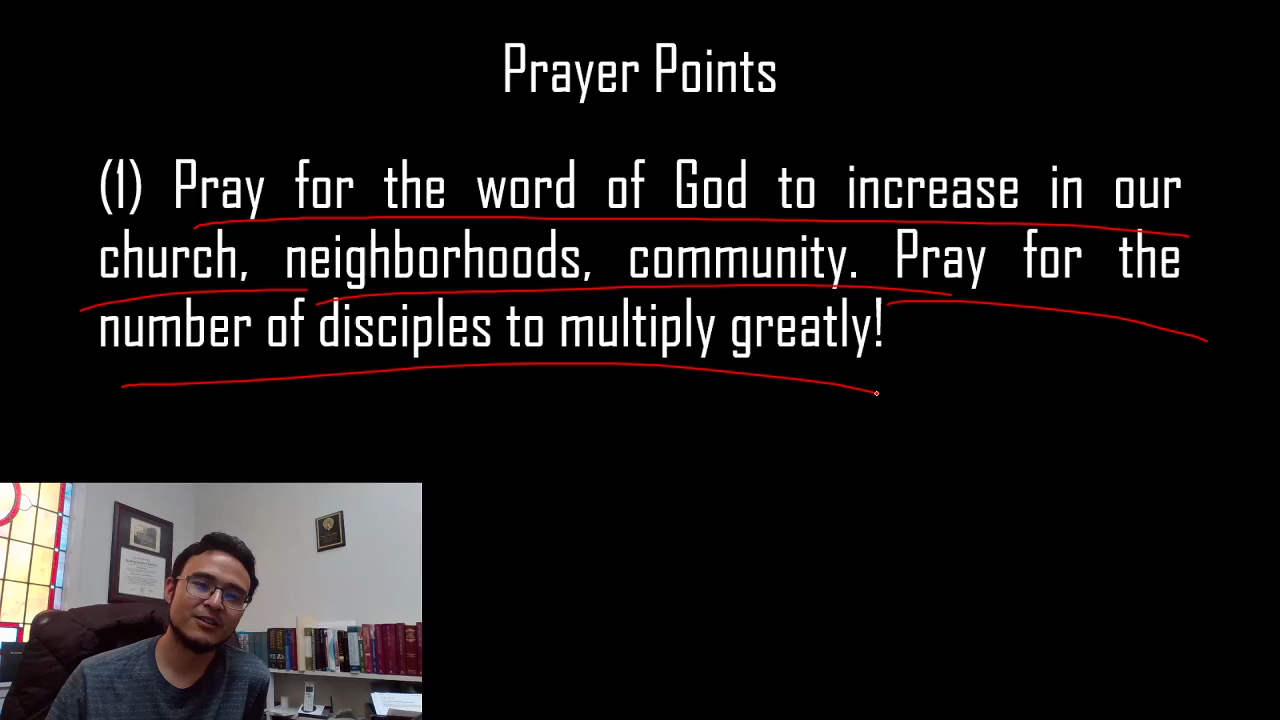 Prayer Points
(1) Pray for the word of God to increase in our
church, neighborhoods, community. Pray for the
number of disciples to multiply greatly!